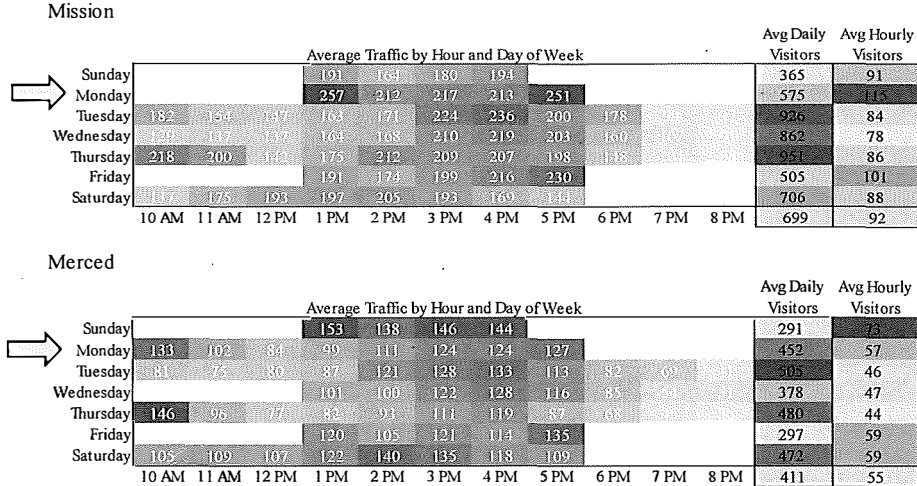 Mission
Avg Daily Avg Hourly
Average Traffic by Hour and Day of Week Visitors Visitors
Sunday 191 164 180 194 365 91
Monday 257 212 217 213 251 575 115
Tuesday 182 154 147 163 171 224 236 200 178 926 84
Wednesday 164 168 210 219 203 160 862 78
Thursday 218 200 142 175 212 209 207 198 148 951 86
Friday 191 174 199 216 230 505 101
Saturday 175 193 197 205 193 169 144 706 88
10 AM 11 AM 12 PM 1 PM 2 PM 3 PM 4 PM 5 PM 6 PM 7 PM 8 PM 699 92
Merced
Avg Daily Avg Hourly
Average Traffic by Hour and Day of Week Visitors Visitors
Sunday 153 138 146 144 291 73
Monday 133 102 84 99 111 124 124 127 452 57
Tuesday 81 75 80 87 121 128 133 113 82 69 505 46
Wednesday 101 100 122 128 116 85 378 47
Thursday 146 96 77 82 93 111 119 87 68 480 44
Friday 120 105 121 114 135 297 59
Saturday 105 109 107 122 140 135 118 109 472 59
10 AM 11 AM 12 PM 1 PM 2 PM 3 PM 4 PM 5 PM 6 PM 7 PM 8 PM 411 55